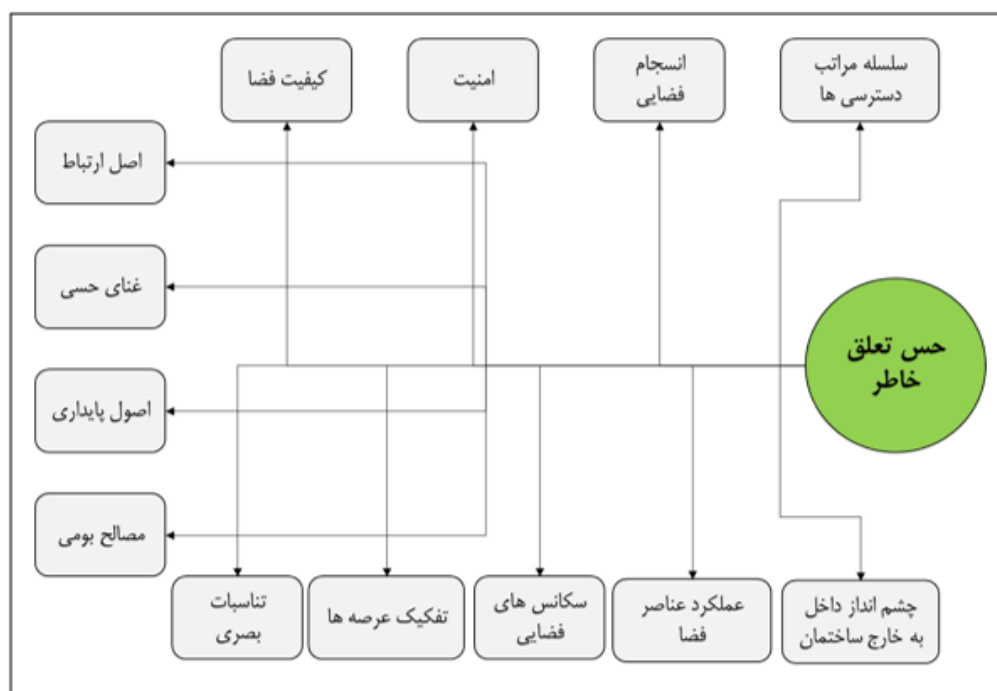 سلسله مراتب
دسترسی ها
انسجام
فضایی
امنیت
کیفیت فضا
اصل ارتباط
غنای حسی
اصول پایداری
مصالح بومی
حس تعلق
خاطر
چشم انداز داخل
به خارج ساختمان
عملکرد عناصر
فضا
سکانس های
فضایی
تفکیک عرصه ها
تناسبات
بصری